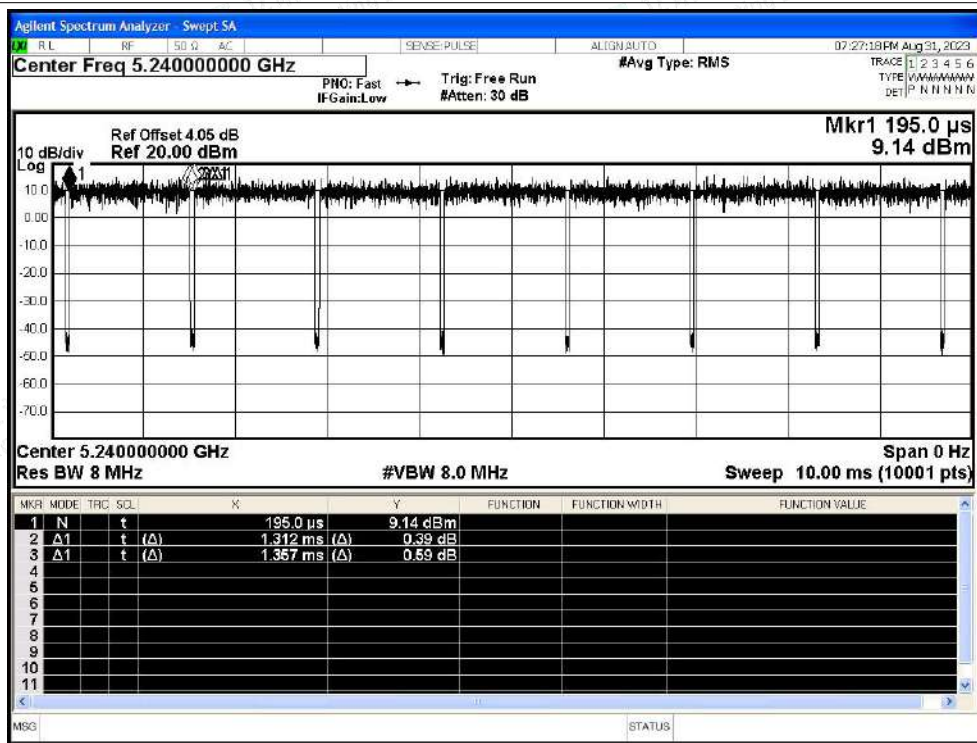 Agilent Spectrum Analyzer - Swept SA
LXI RL RF 50 Ω AC SENSE:PULSE ALIGN AUTO 07:27:18 PM Aug 31, 2023
Center Freq 5.240000000 GHz #Avg Type: RMS TRACE 1 2 3 4 5 6
PNO: Fast Trig: Free Run TYPE
IFGain:Low #Atten: 30 dB DET P N N N N N
Mkr1 195.0 µs
Ref Offset 4.05 dB
10 dB/div Ref 20.00 dBm 9.14 dBm
Log
1
10.0
0.00
-10.0
-20.0
-30.0
-40.0
-50.0
-60.0
-70.0
Center 5.240000000 GHz Span 0 Hz
Res BW 8 MHz #VBW 8.0 MHz Sweep 10.00 ms (10001 pts)
MKR MODE TRC SCL X Y FUNCTION FUNCTION WIDTH FUNCTION VALUE
1 N t 195.0 µs 9.14 dBm
2 Δ1 t (Δ) 1.312 ms (Δ) 0.39 dB
3 Δ1 t (Δ) 1.357 ms (Δ) 0.59 dB
4
5
6
7
8
9
10
11
MSG STATUS